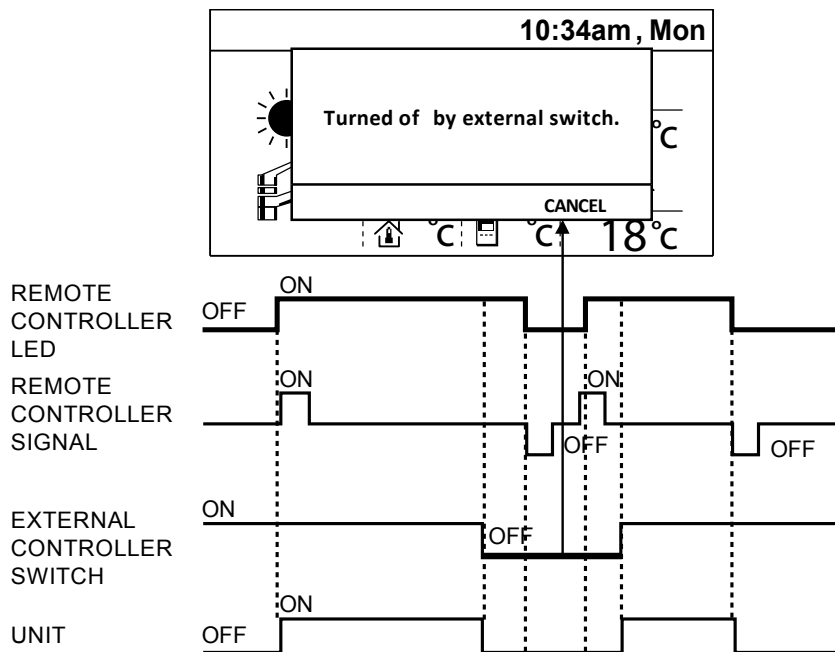 10:34am , Mon
Turned of by external switch.
°C
CANCEL
°C °C 18°C
REMOTE
CONTROLLER
LED
OFF
ON
REMOTE
CONTROLLER
SIGNAL
ON
OFF
ON
OFF
EXTERNAL
CONTROLLER
SWITCH
ON
OFF
UNIT
OFF
ON